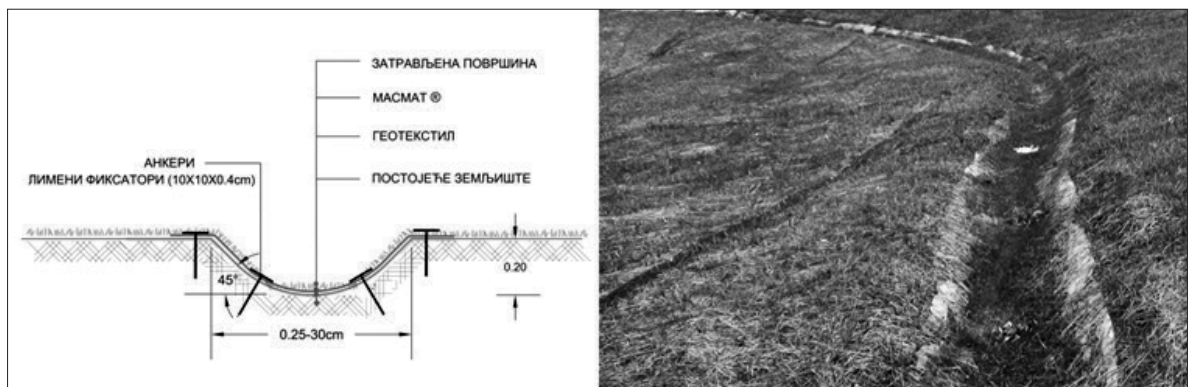 ЗАТРАВЉЕНА ПОВРШИНА
МАСМАТ ®
ГЕОТЕКСТИЛ
АНКЕРИ
ЛИМЕНИ ФИКСАТОРИ (10X10X0.4cm)
ПОСТОЈЕЋЕ ЗЕМЉИШТЕ
45°
0.20
0.25-30cm